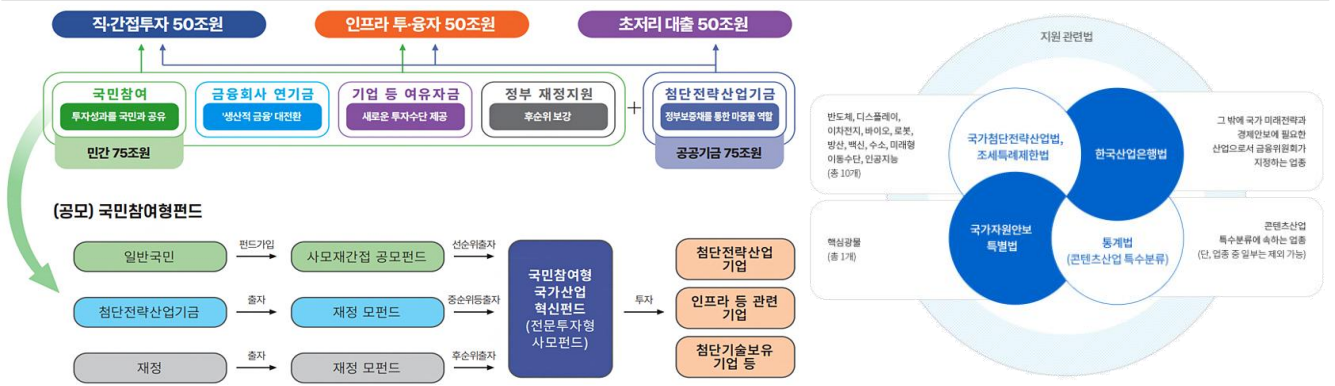 직·간접투자 50조원
인프라 투·융자 50조원
초저리 대출 50조원
국민참여
투자성과를 국민과 공유
금융회사 연기금
'생산적 금융' 대전환
기업 등 여유자금
새로운 투자수단 제공
정부 재정지원
후순위 보강
+
첨단전략산업기금
정부보증채를 통한 마중물 역할
민간 75조원
공공기금 75조원
(공모) 국민참여형펀드
일반국민
펀드가입
사모재간접 공모펀드
선순위출자
첨단전략산업기금
출자
재정 모펀드
중순위등출자
재정
출자
재정 모펀드
후순위출자
국민참여형
국가산업
혁신펀드
(전문투자형
사모펀드)
투자
첨단전략산업
기업
인프라 등 관련
기업
첨단기술보유
기업 등
지원 관련법
반도체, 디스플레이,
이차전지, 바이오, 로봇,
방산, 백신, 수소, 미래형
이동수단, 인공지능
(총 10개)
국가첨단전략산업법,
조세특례제한법
한국산업은행법
그 밖에 국가 미래전략과
경제안보에 필요한
산업으로서 금융위원회가
지정하는 업종
핵심광물
(총 1개)
국가자원안보
특별법
통계법
(콘텐츠산업 특수분류)
콘텐츠산업
특수분류에 속하는 업종
(단, 업종 중 일부는 제외 가능)